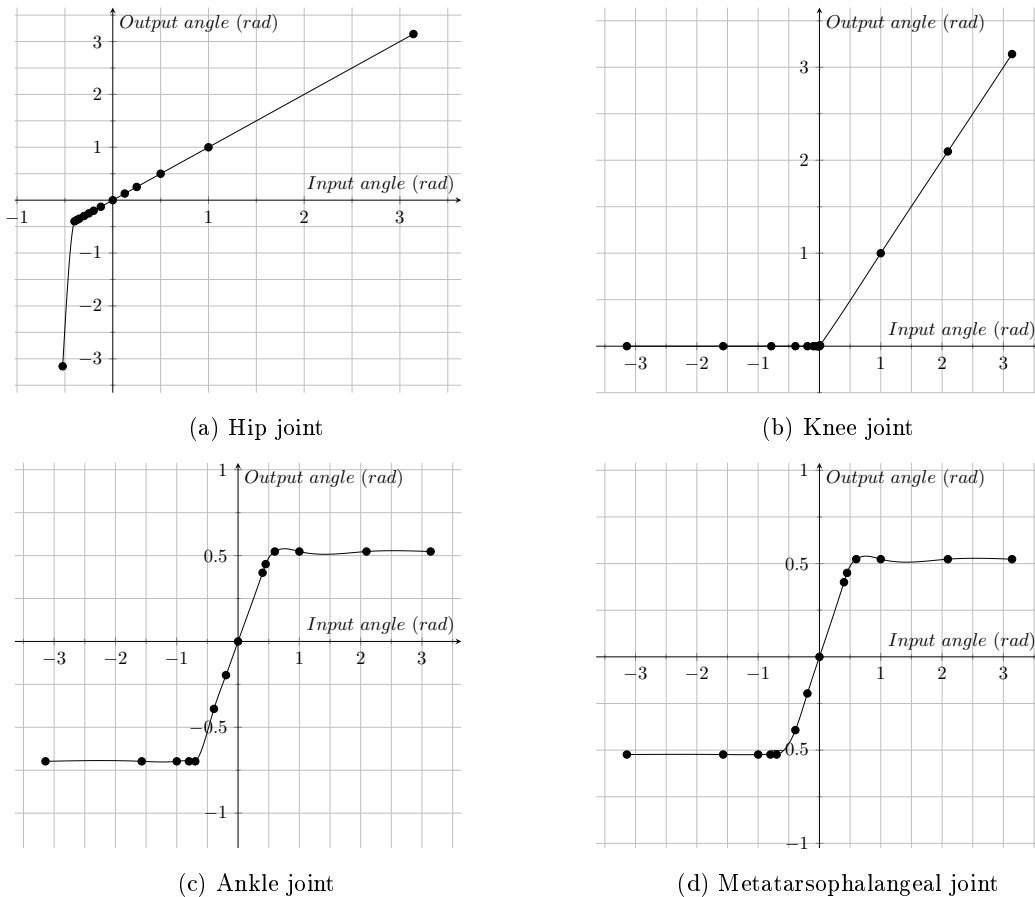 Output angle (rad)
3
2
1
Input angle (rad)
−1 1 2 3
−1
−2
−3
(a) Hip joint
Output angle (rad)
3
2
1
Input angle (rad)
−3 −2 −1 1 2 3
(b) Knee joint
1
Output angle (rad)
0.5
Input angle (rad)
−3 −2 −1 1 2 3
−0.5
−1
(c) Ankle joint
1
Output angle (rad)
0.5
Input angle (rad)
−3 −2 −1 1 2 3
−0.5
−1
(d) Metatarsophalangeal joint